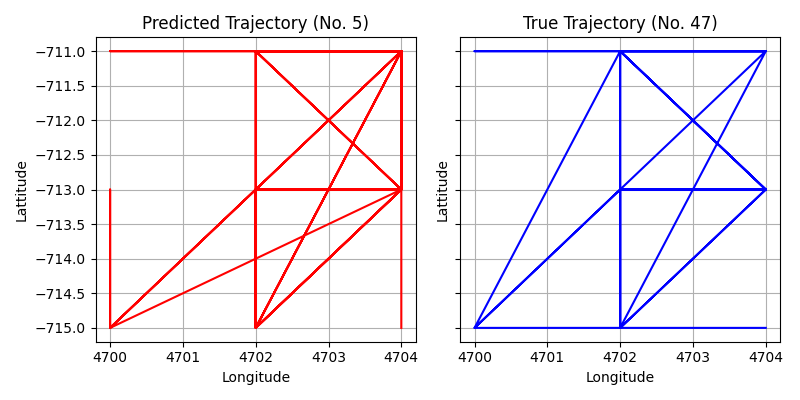 Predicted Trajectory (No. 5)
True Trajectory (No. 47)
−711.0
−711.5
−712.0
−712.5
−713.0
−713.5
−714.0
−714.5
−715.0
Lattitude
Lattitude
4700 4701 4702 4703 4704
4700 4701 4702 4703 4704
Longitude
Longitude